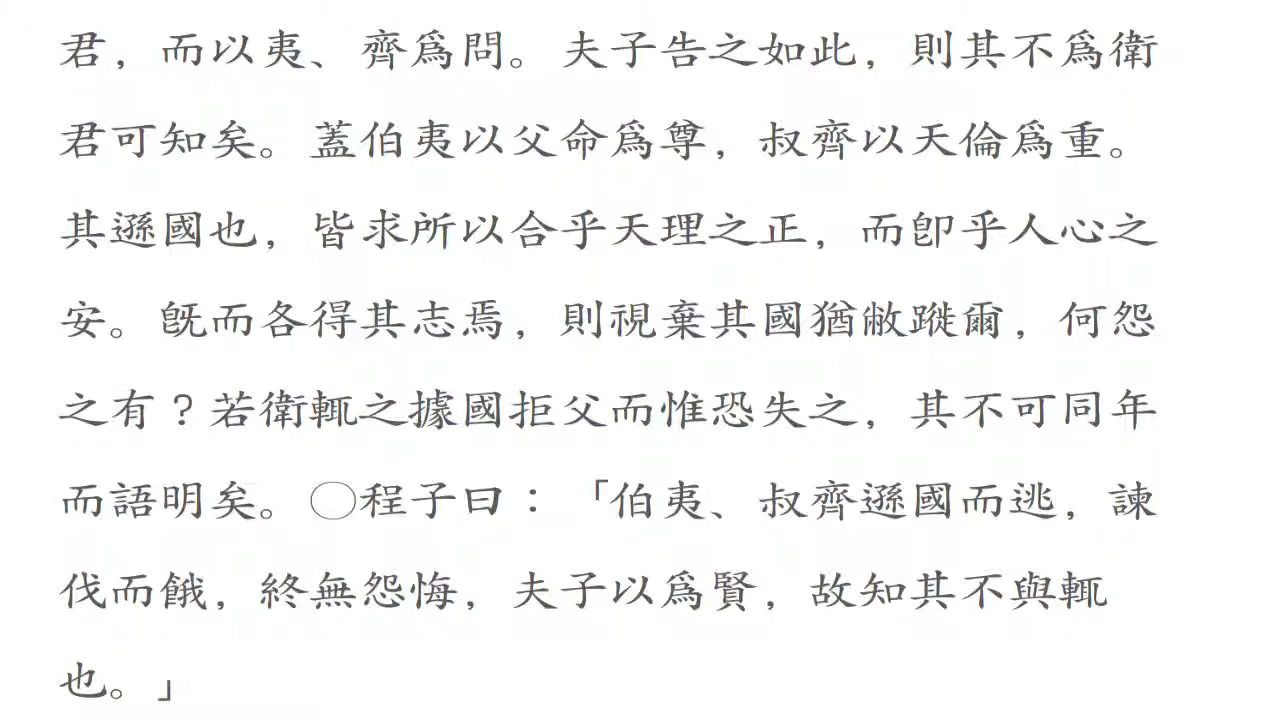 君，而以夷、齊爲問。夫子告之如此，則其不爲衛
君可知矣。蓋伯夷以父命爲尊，叔齊以天倫爲重。
其遜國也，皆求所以合乎天理之正，而卽乎人心之
安。旣而各得其志焉，則視棄其國猶敝蹝爾，何怨
之有？若衛輒之據國拒父而惟恐失之，其不可同年
而語明矣。◯程子曰：「伯夷、叔齊遜國而逃，諫
伐而餓，終無怨悔，夫子以爲賢，故知其不與輒
也。」